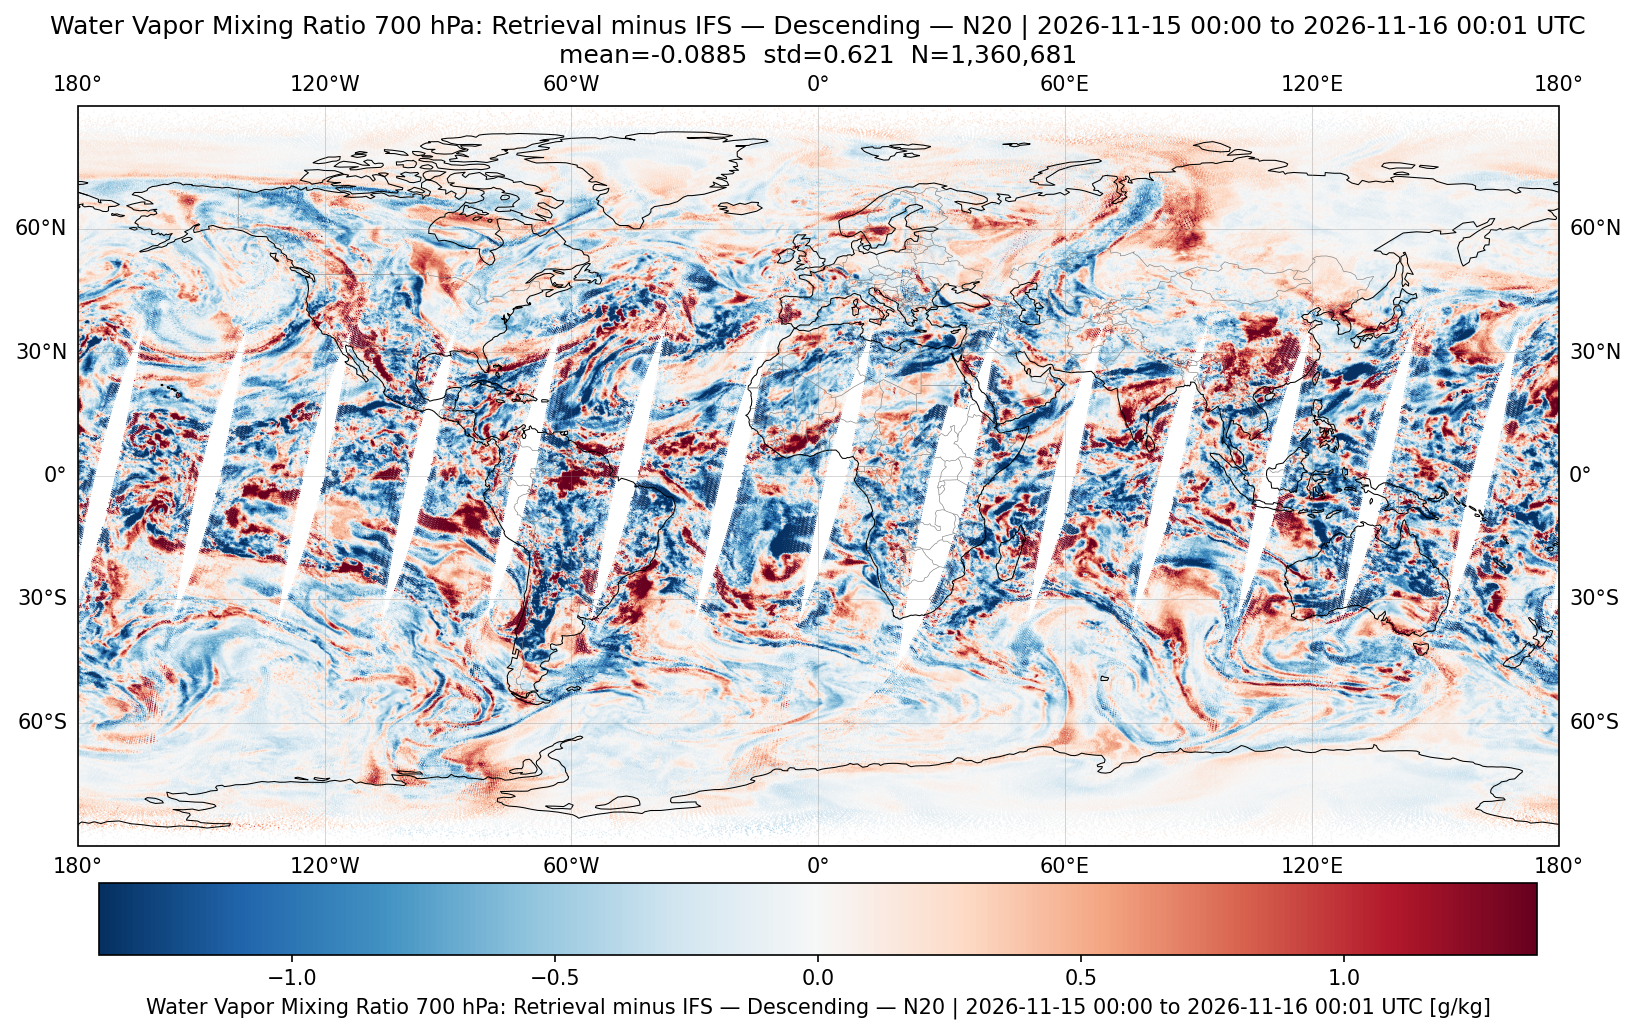 Water Vapor Mixing Ratio 700 hPa: Retrieval minus IFS — Descending — N20 | 2026-11-15 00:00 to 2026-11-16 00:01 UTC
mean=-0.0885 std=0.621 N=1,360,681
180° 120°W 60°W 0° 60°E 120°E 180°
60°N 60°N
30°N 30°N
0° 0°
30°S 30°S
60°S 60°S
180° 120°W 60°W 0° 60°E 120°E 180°
−1.0 −0.5 0.0 0.5 1.0
Water Vapor Mixing Ratio 700 hPa: Retrieval minus IFS — Descending — N20 | 2026-11-15 00:00 to 2026-11-16 00:01 UTC [g/kg]